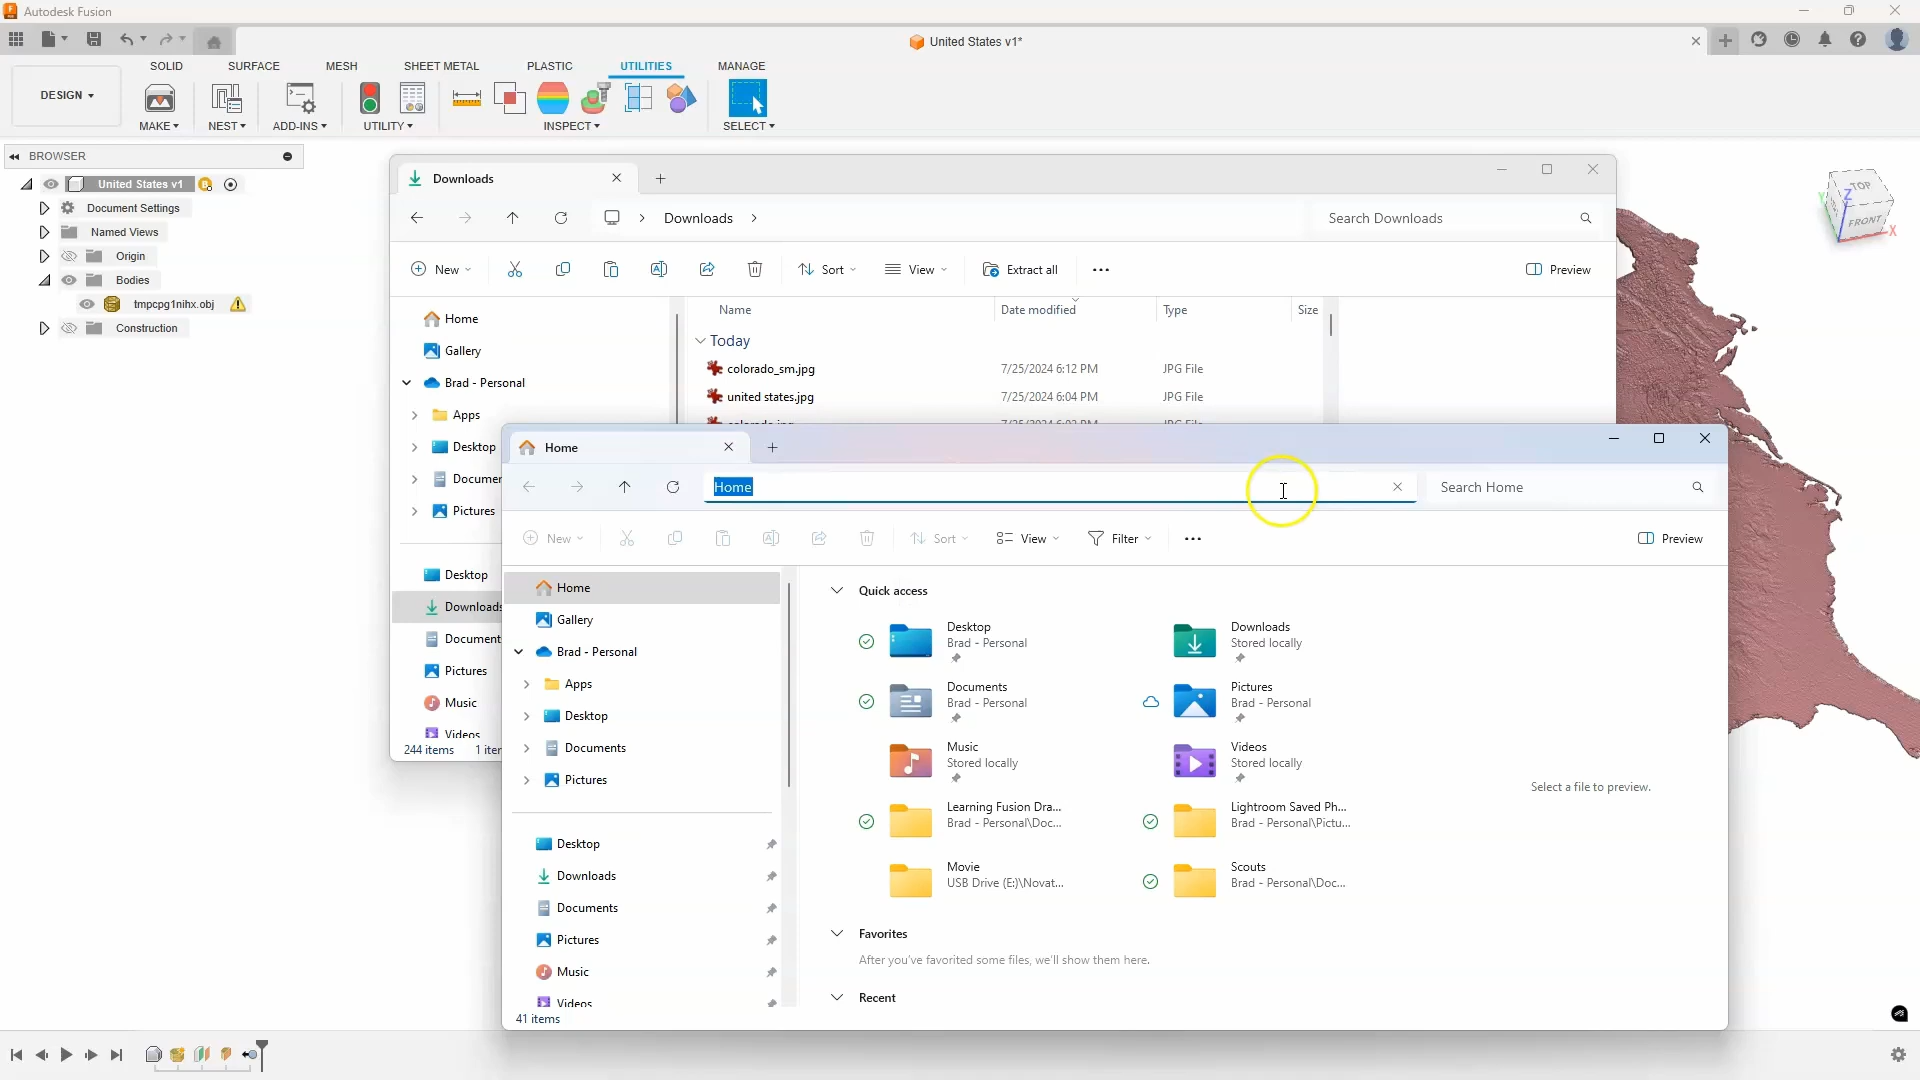 Autodesk Fusion
United States v1*
SOLID
SURFACE
MESH
SHEET METAL
PLASTIC
UTILITIES
MANAGE
DESIGN
MAKE
NEST
ADD-INS
UTILITY
INSPECT
SELECT
BROWSER
United States v1
Document Settings
Named Views
Origin
Bodies
tmpcpg1nihx.obj
Construction
TOP
FRONT
X
Y
Z
Downloads
Downloads
Search Downloads
New
Sort
View
Extract all
Preview
Name
Date modified
Type
Size
Home
Gallery
Brad - Personal
Apps
Desktop
Pictures
Today
colorado_sm.jpg 7/25/2024 6:12 PM JPG File
united states.jpg 7/25/2024 6:04 PM JPG File
Desktop
Downloads
Document
Pictures
Music
Videos
244 items
Home
Home
Search Home
New
Sort
View
Filter
Preview
Home
Gallery
Brad - Personal
Apps
Desktop
Documents
Pictures
Desktop
Downloads
Documents
Pictures
Music
Videos
41 items
Quick access
Desktop
Brad - Personal
Downloads
Stored locally
Documents
Brad - Personal
Pictures
Brad - Personal
Music
Stored locally
Videos
Stored locally
Learning Fusion Dra...
Brad - Personal\Doc...
Lightroom Saved Ph...
Brad - Personal\Pictu...
Movie
USB Drive (E:)\Novat...
Scouts
Brad - Personal\Doc...
Favorites
After you've favorited some files, we'll show them here.
Recent
Select a file to preview.